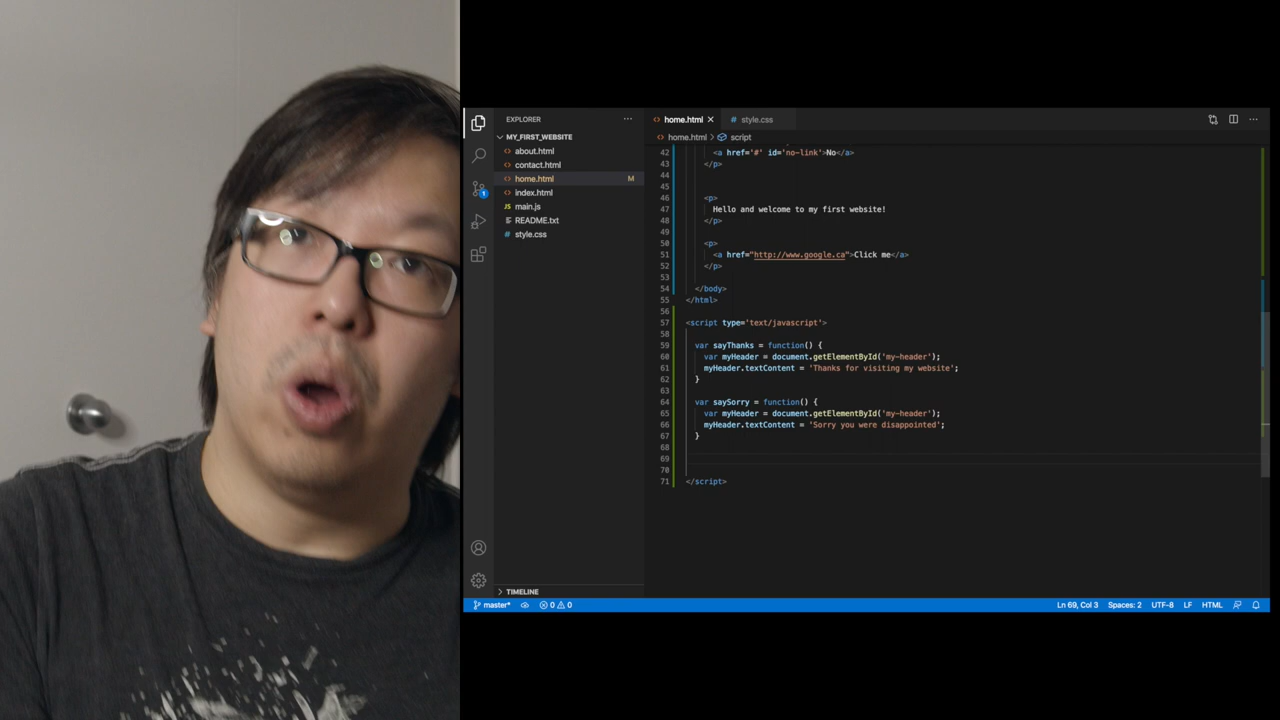 EXPLORER
MY_FIRST_WEBSITE
about.html
contact.html
home.html M
index.html
main.js
README.txt
style.css
TIMELINE
home.html
style.css
home.html > script
42 <a href='#' id='no-link'>No</a>
43 </p>
44
45
46 <p>
47 Hello and welcome to my first website!
48 </p>
49
50 <p>
51 <a href="http://www.google.ca">Click me</a>
52 </p>
53
54 </body>
55 </html>
56
57 <script type='text/javascript'>
58
59 var sayThanks = function() {
60 var myHeader = document.getElementById('my-header');
61 myHeader.textContent = 'Thanks for visiting my website';
62 }
63
64 var saySorry = function() {
65 var myHeader = document.getElementById('my-header');
66 myHeader.textContent = 'Sorry you were disappointed';
67 }
68
69
70
71 </script>
master* 0 0 Ln 69, Col 3 Spaces: 2 UTF-8 LF HTML